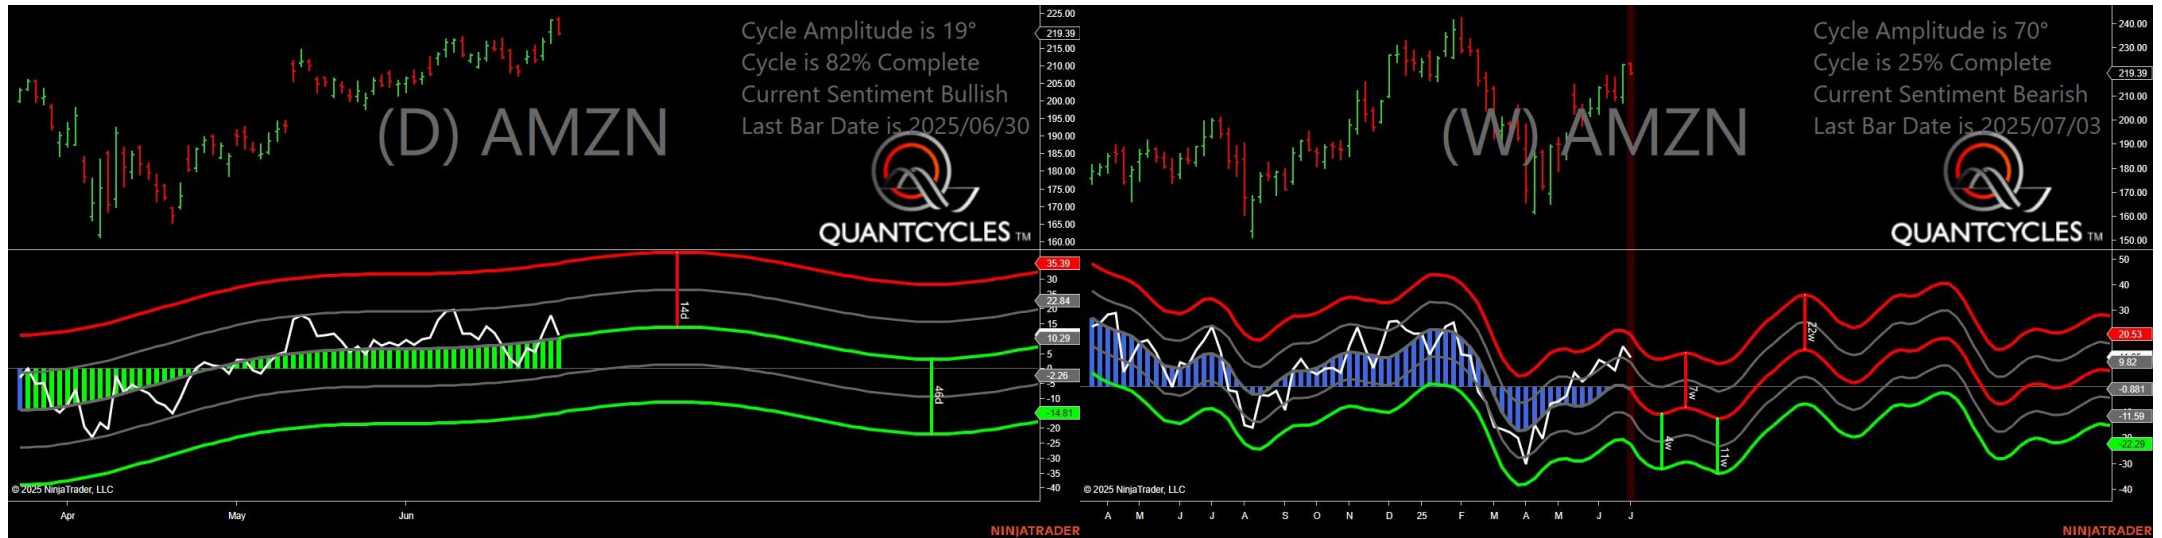 Cycle Amplitude is 19°
Cycle is 82% Complete
Current Sentiment Bullish
Last Bar Date is 2025/06/30
(D) AMZN
QUANTCYCLES TM
225.00
219.39
215.00
210.00
205.00
200.00
195.00
190.00
185.00
180.00
175.00
170.00
165.00
160.00
35.39
30
22.84
20
15
10.29
5
-2.26
-5
-10
-14.81
-20
-25
-30
-35
-40
14d
46d
© 2025 NinjaTrader, LLC
Apr May Jun
NINJATRADER
Cycle Amplitude is 70°
Cycle is 25% Complete
Current Sentiment Bearish
Last Bar Date is 2025/07/03
(W) AMZN
QUANTCYCLES TM
240.00
230.00
219.39
210.00
200.00
190.00
180.00
170.00
160.00
150.00
50
40
30
20.53
9.82
-0.881
-11.59
-22.29
-30
-40
4w
7w
11w
22w
© 2025 NinjaTrader, LLC
A M J J A S O N D 25 F M A M J J
NINJATRADER